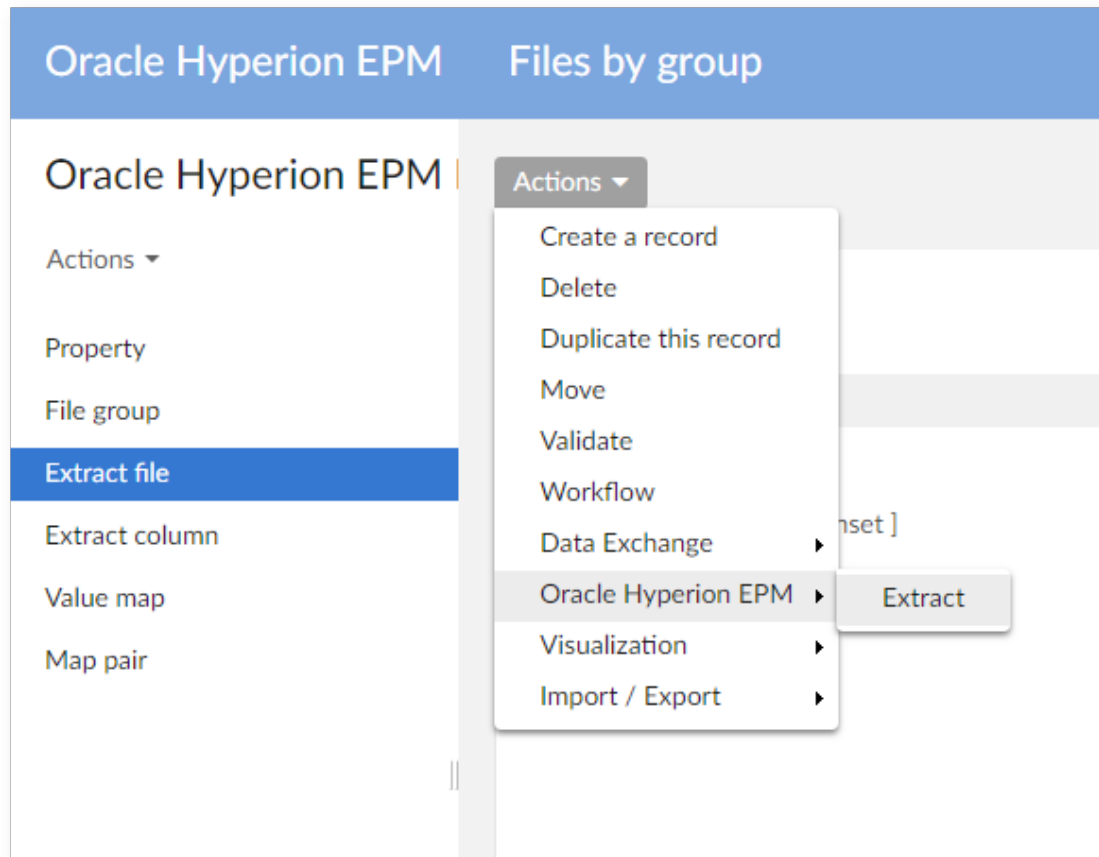 Oracle Hyperion EPM
Files by group
Oracle Hyperion EPM
Actions
Property
File group
Extract file
Extract column
Value map
Map pair
Actions
Create a record
Delete
Duplicate this record
Move
Validate
Workflow
Data Exchange
Oracle Hyperion EPM
Extract
Visualization
Import / Export
nset ]